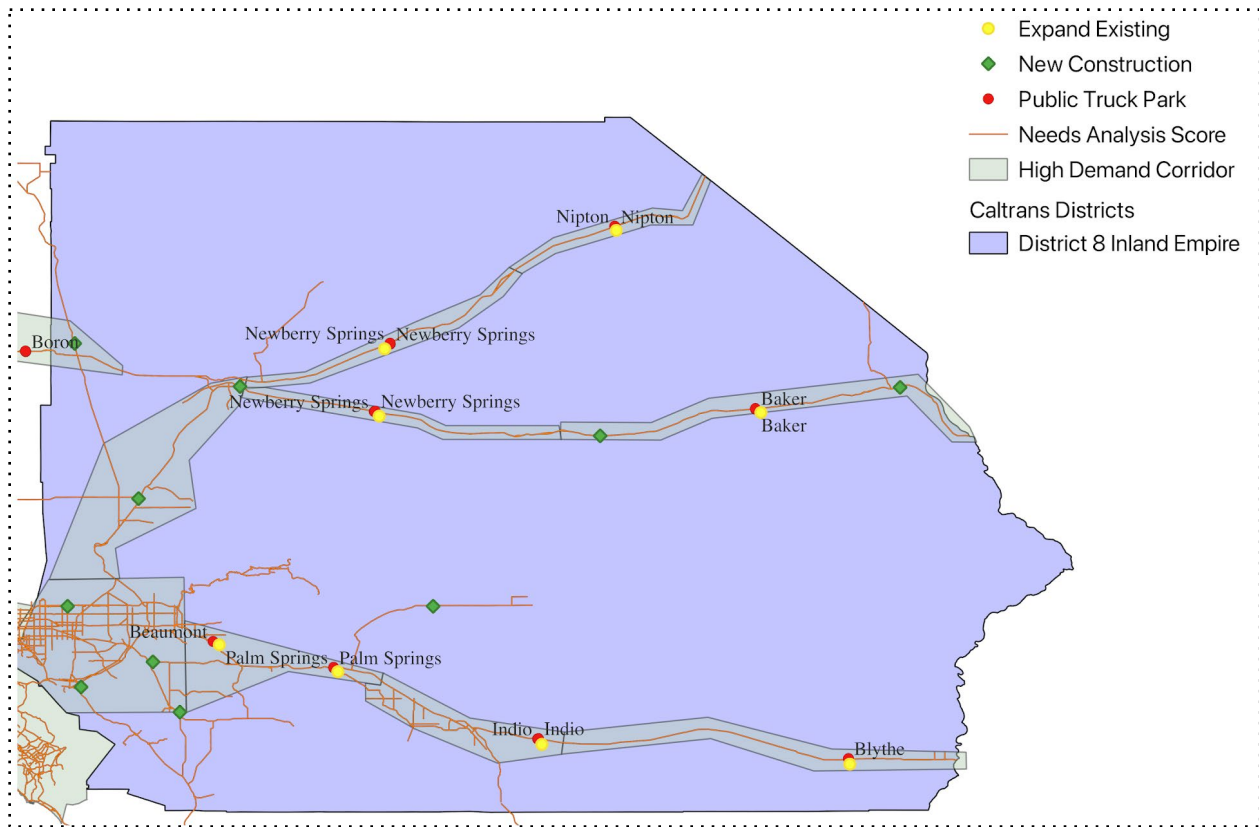 Expand Existing
New Construction
Public Truck Park
Needs Analysis Score
High Demand Corridor
Caltrans Districts
District 8 Inland Empire
Nipton Nipton
Newberry Springs Newberry Springs
Boron
Newberry Springs Newberry Springs
Baker
Baker
Beaumont
Palm Springs Palm Springs
Indio Indio
Blythe